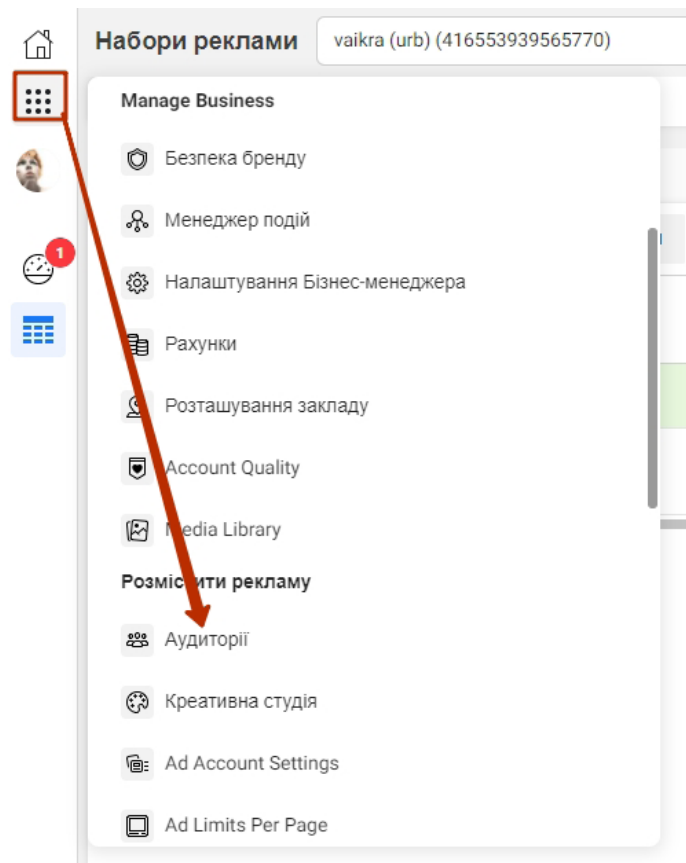 Набори реклами
vaikra (urb) (416553939565770)
Manage Business
Безпека бренду
Менеджер подій
1
Налаштування Бізнес-менеджера
Рахунки
Розташування закладу
Account Quality
Media Library
Розмістити рекламу
Аудиторії
Креативна студія
Ad Account Settings
Ad Limits Per Page